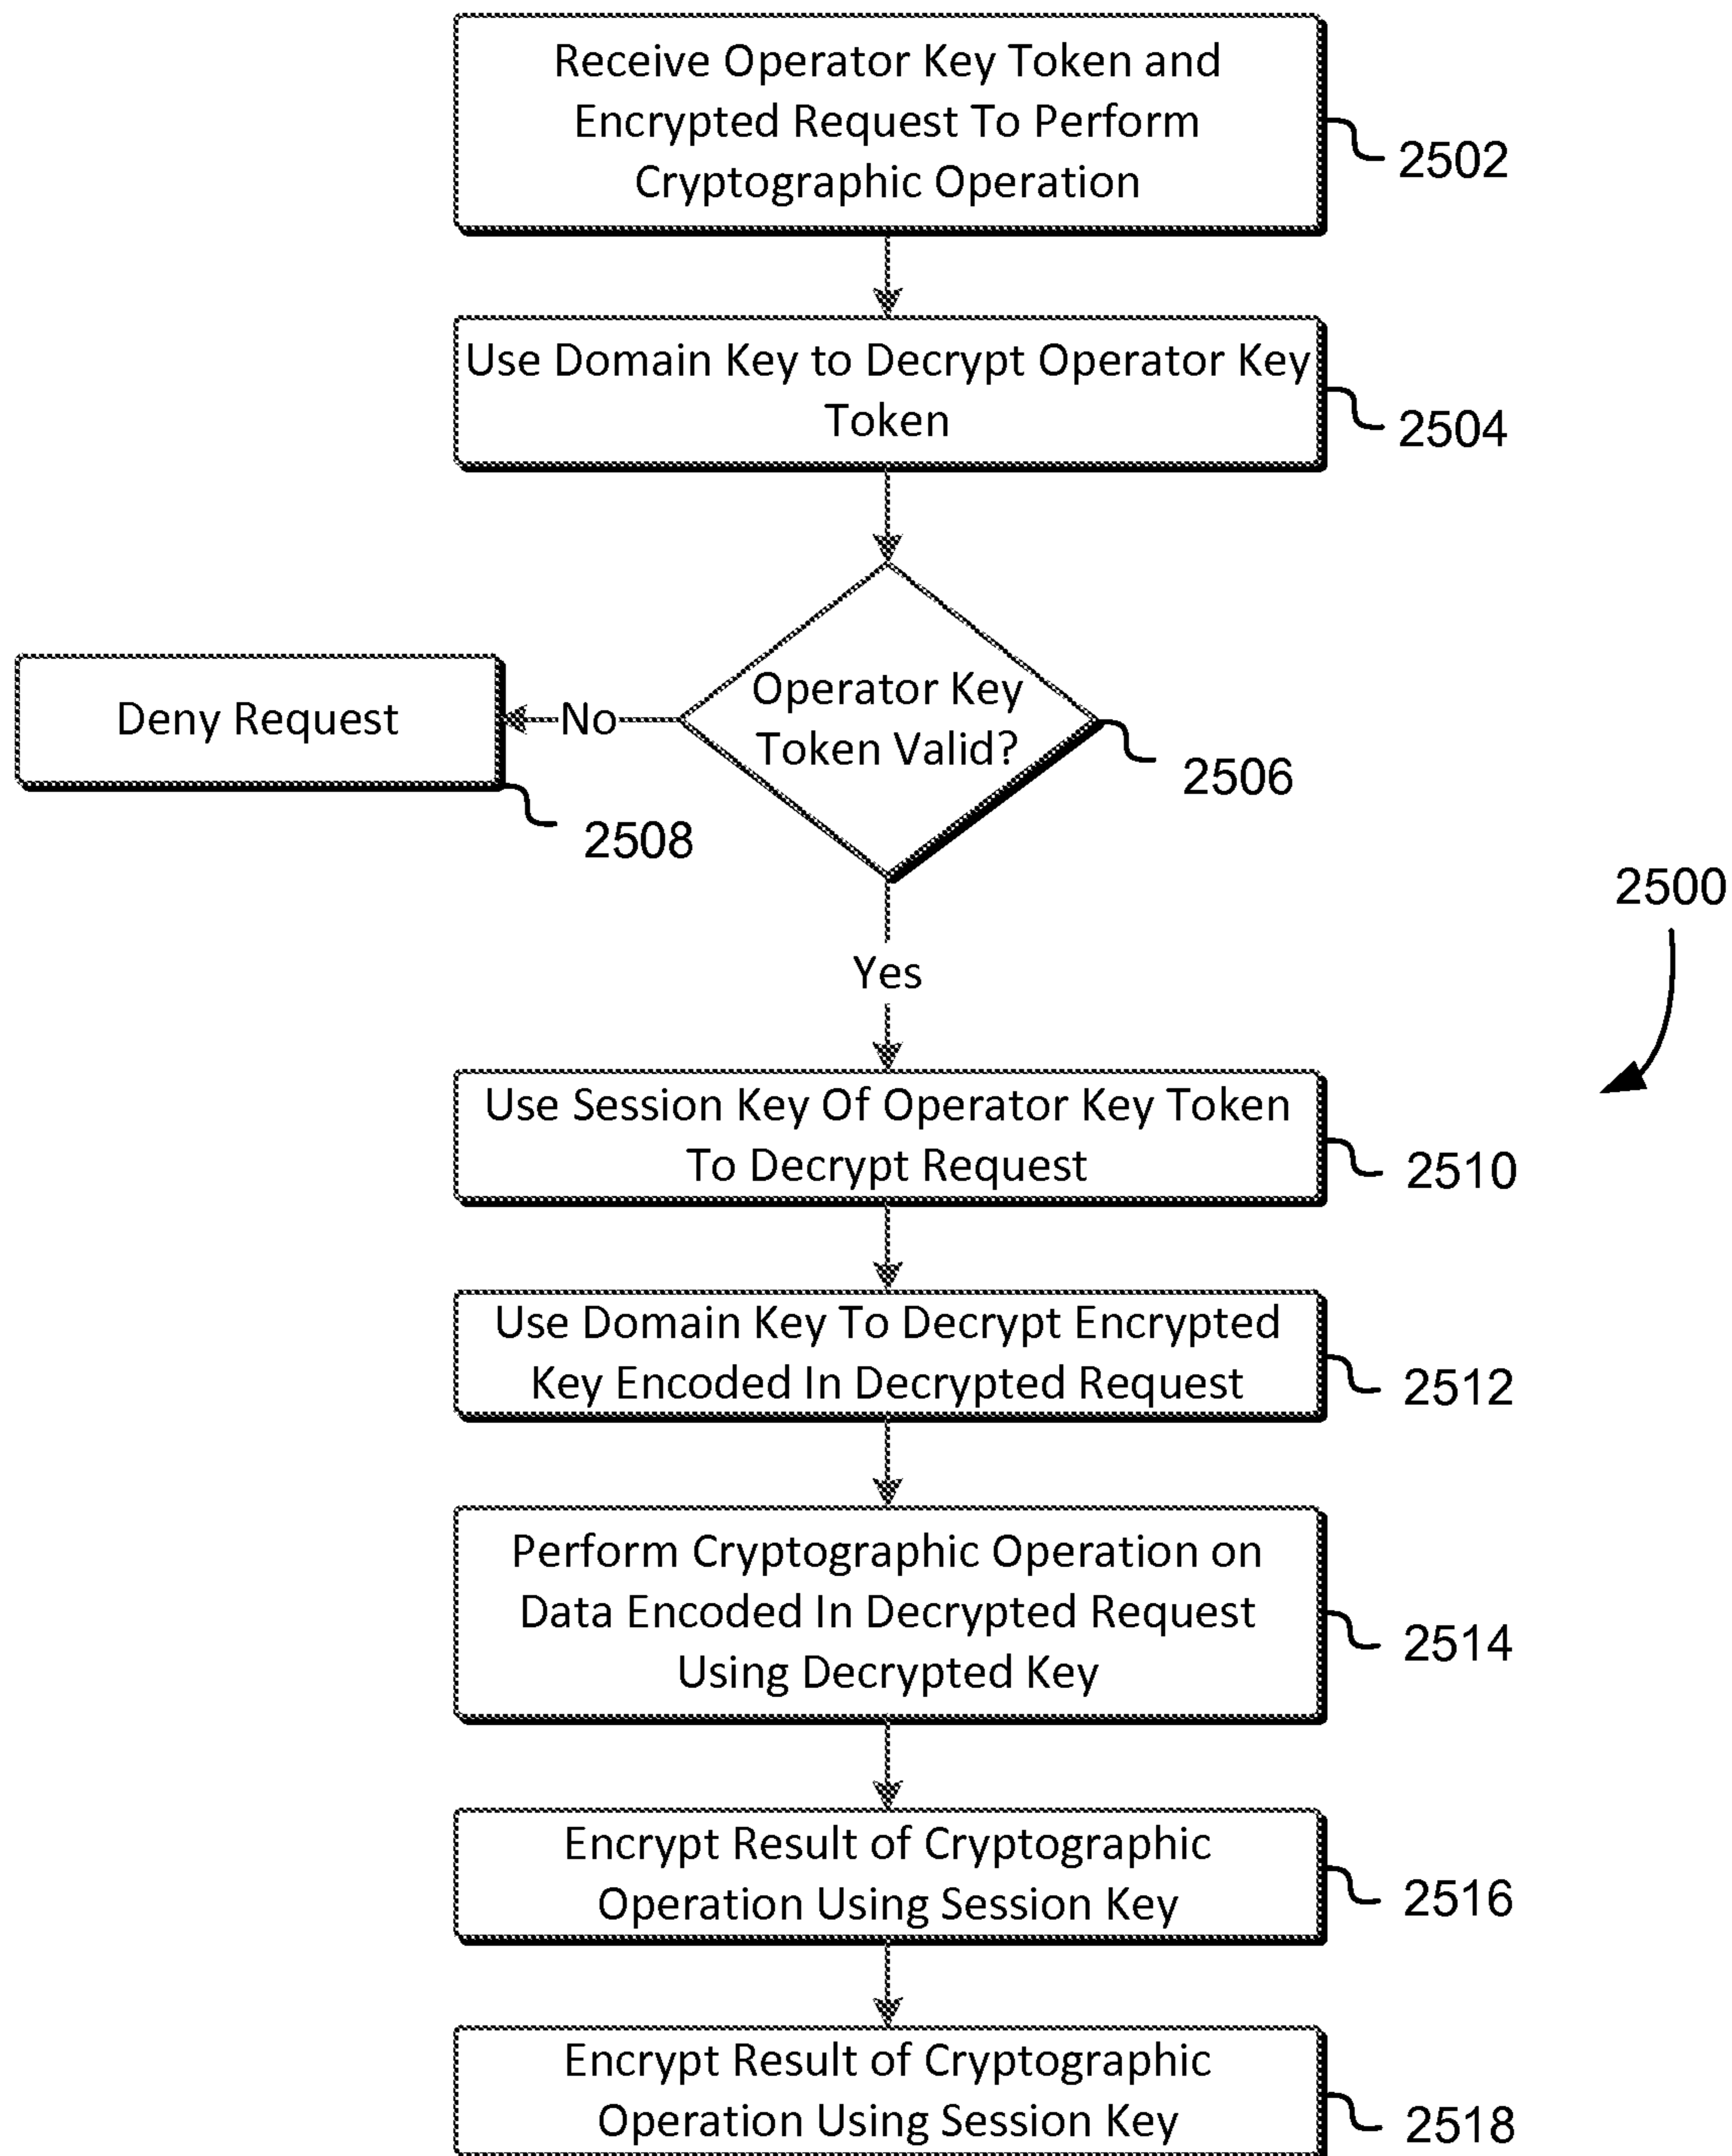 Receive Operator Key Token and
Encrypted Request To Perform
Cryptographic Operation
2502
Use Domain Key to Decrypt Operator Key
Token
2504
Operator Key
Token Valid?
2506
No
Deny Request
2508
2500
Yes
Use Session Key Of Operator Key Token
To Decrypt Request
2510
Use Domain Key To Decrypt Encrypted
Key Encoded In Decrypted Request
2512
Perform Cryptographic Operation on
Data Encoded In Decrypted Request
Using Decrypted Key
2514
Encrypt Result of Cryptographic
Operation Using Session Key
2516
Encrypt Result of Cryptographic
Operation Using Session Key
2518